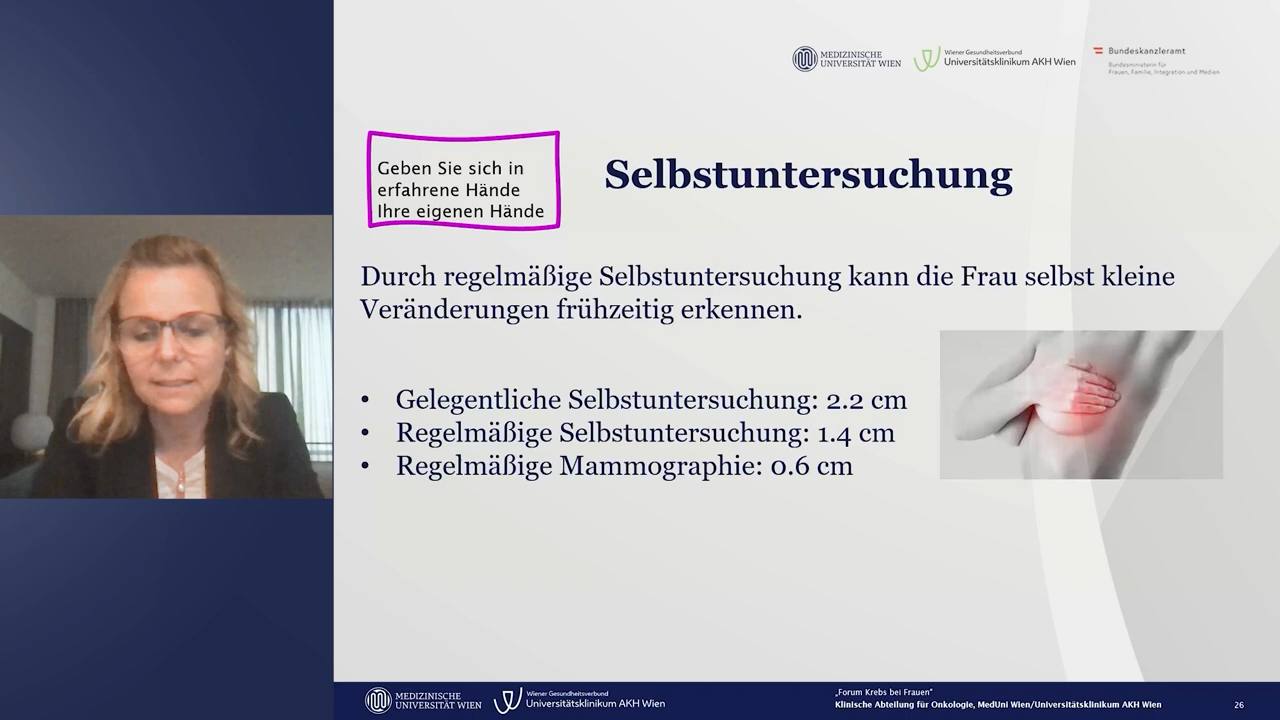 MEDIZINISCHE
UNIVERSITÄT WIEN
Wiener Gesundheitsverbund
Universitätsklinikum AKH Wien
Bundeskanzleramt
Bundesministerin für
Frauen, Familie, Integration und Medien
Geben Sie sich in
erfahrene Hände
Ihre eigenen Hände
Selbstuntersuchung
Durch regelmäßige Selbstuntersuchung kann die Frau selbst kleine
Veränderungen frühzeitig erkennen.
• Gelegentliche Selbstuntersuchung: 2.2 cm
• Regelmäßige Selbstuntersuchung: 1.4 cm
• Regelmäßige Mammographie: 0.6 cm
MEDIZINISCHE
UNIVERSITÄT WIEN
Wiener Gesundheitsverbund
Universitätsklinikum AKH Wien
„Forum Krebs bei Frauen“
Klinische Abteilung für Onkologie, MedUni Wien/Universitätsklinikum AKH Wien
26